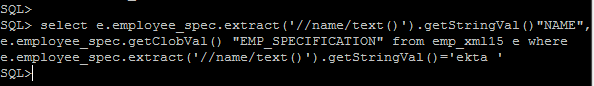 SQL>
SQL> select e.employee_spec.extract('//name/text()').getStringVal()"NAME",
e.employee_spec.getClobVal() "EMP_SPECIFICATION" from emp_xml15 e where
e.employee_spec.extract('//name/text()').getStringVal()='ekta '
SQL>